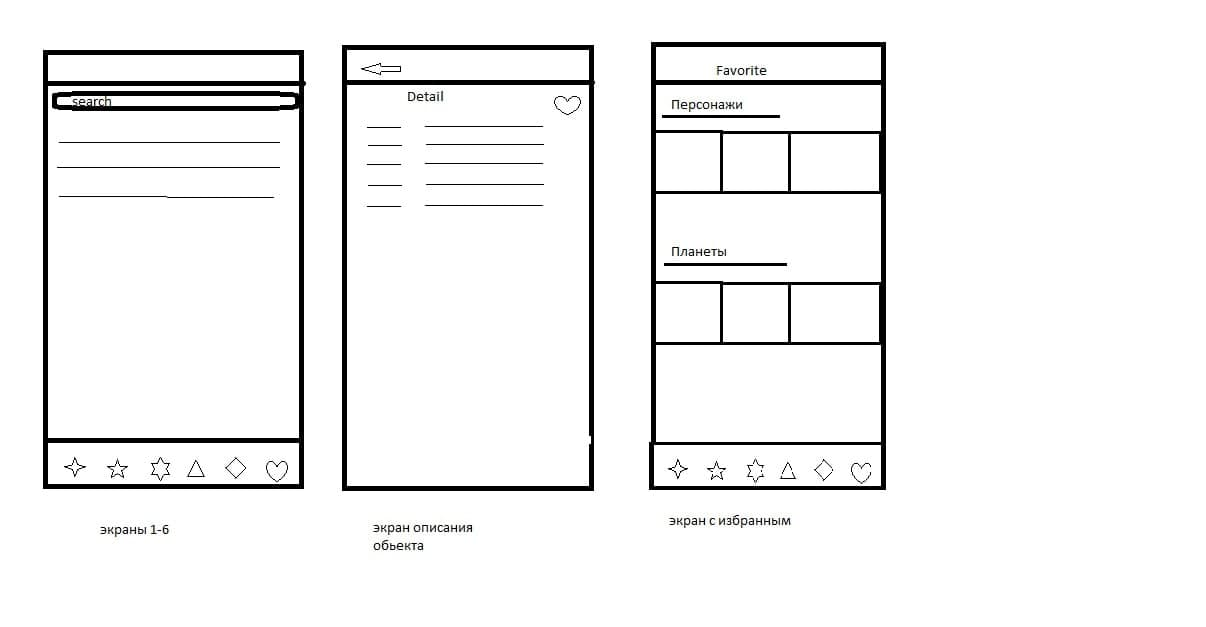 search
экраны 1-6
Detail
экран описания
обьекта
Favorite
Персонажи
Планеты
экран с избранным